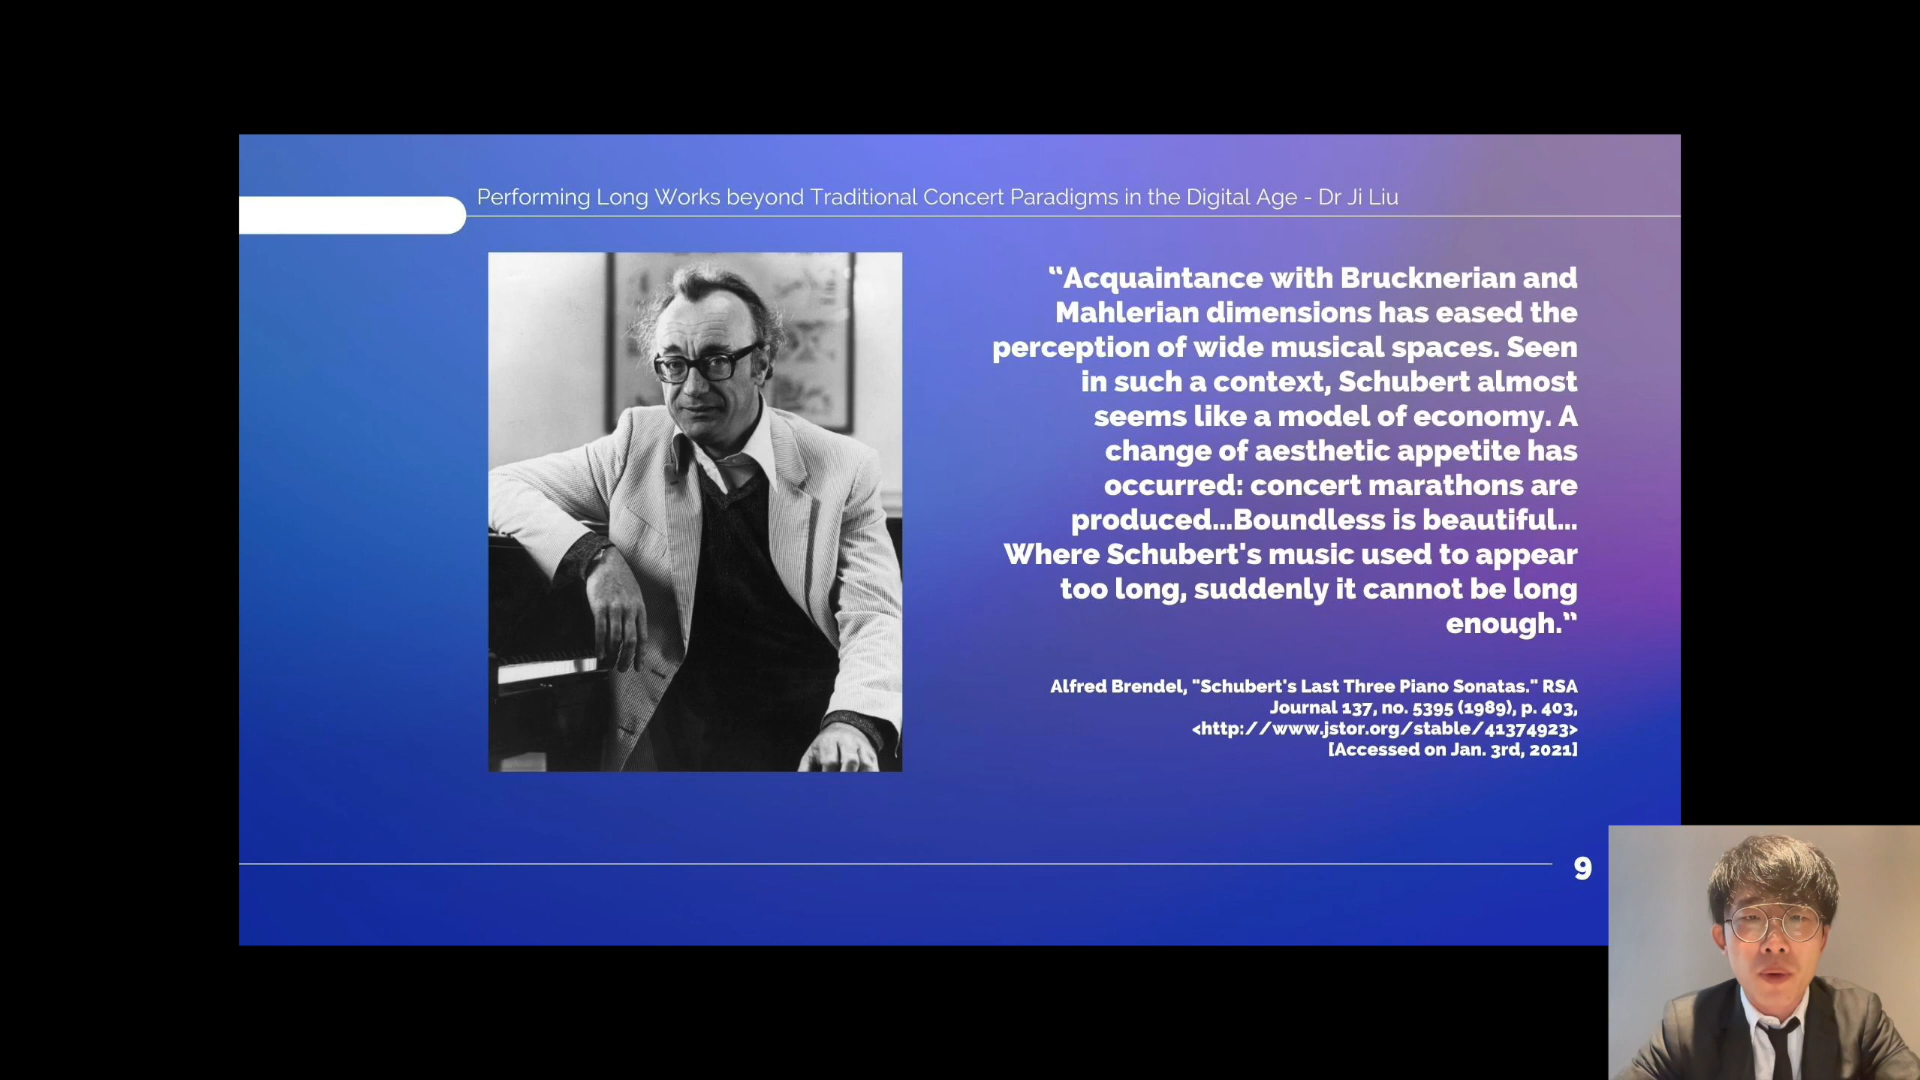 Performing Long Works beyond Traditional Concert Paradigms in the Digital Age - Dr Ji Liu
“Acquaintance with Brucknerian and
Mahlerian dimensions has eased the
perception of wide musical spaces. Seen
in such a context, Schubert almost
seems like a model of economy. A
change of aesthetic appetite has
occurred: concert marathons are
produced...Boundless is beautiful...
Where Schubert's music used to appear
too long, suddenly it cannot be long
enough.”
Alfred Brendel, "Schubert's Last Three Piano Sonatas." RSA
Journal 137, no. 5395 (1989), p. 403,
<http://www.jstor.org/stable/41374923>
[Accessed on Jan. 3rd, 2021]
9